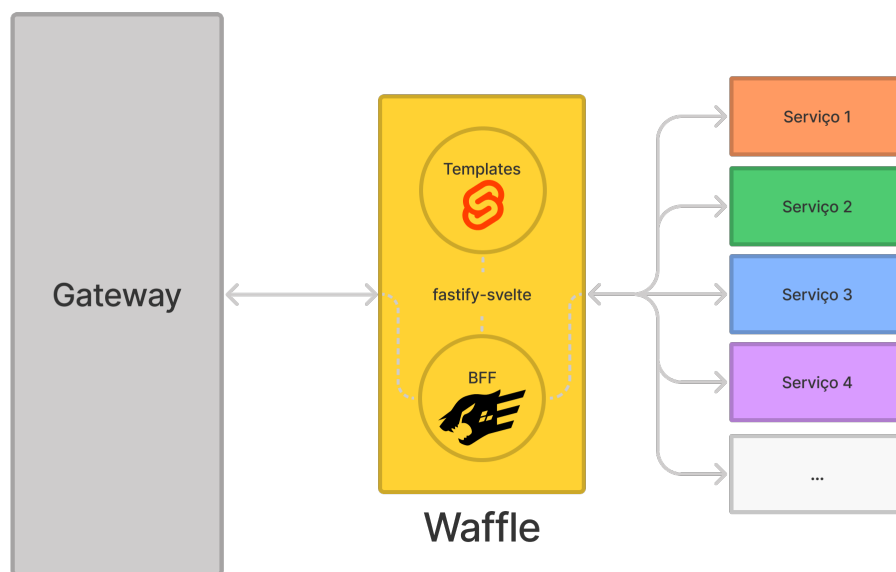 Gateway
Templates
fastify-svelte
BFF
Waffle
Serviço 1
Serviço 2
Serviço 3
Serviço 4
...